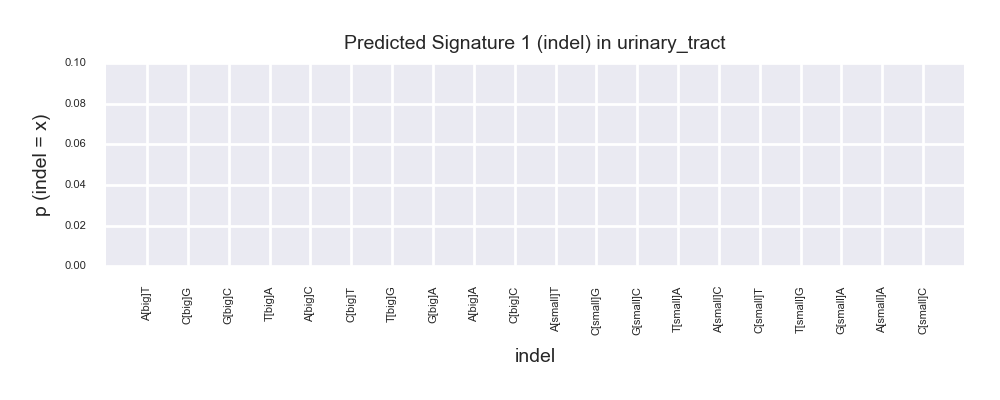 Predicted Signature 1 (indel) in urinary_tract
p (indel = x)
0.10
0.08
0.06
0.04
0.02
0.00
A[big]T
C[big]G
G[big]C
T[big]A
A[big]C
C[big]T
T[big]G
G[big]A
A[big]A
C[big]C
A[small]T
C[small]G
G[small]C
T[small]A
A[small]C
C[small]T
T[small]G
G[small]A
A[small]A
C[small]C
indel